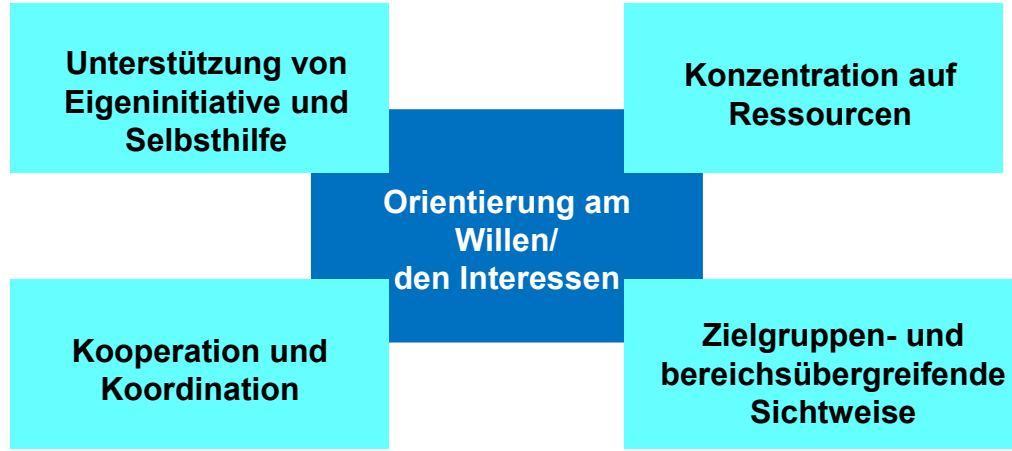 Unterstützung von
Eigeninitiative und
Selbsthilfe
Konzentration auf
Ressourcen
Orientierung am
Willen/
den Interessen
Kooperation und
Koordination
Zielgruppen- und
bereichsübergreifende
Sichtweise